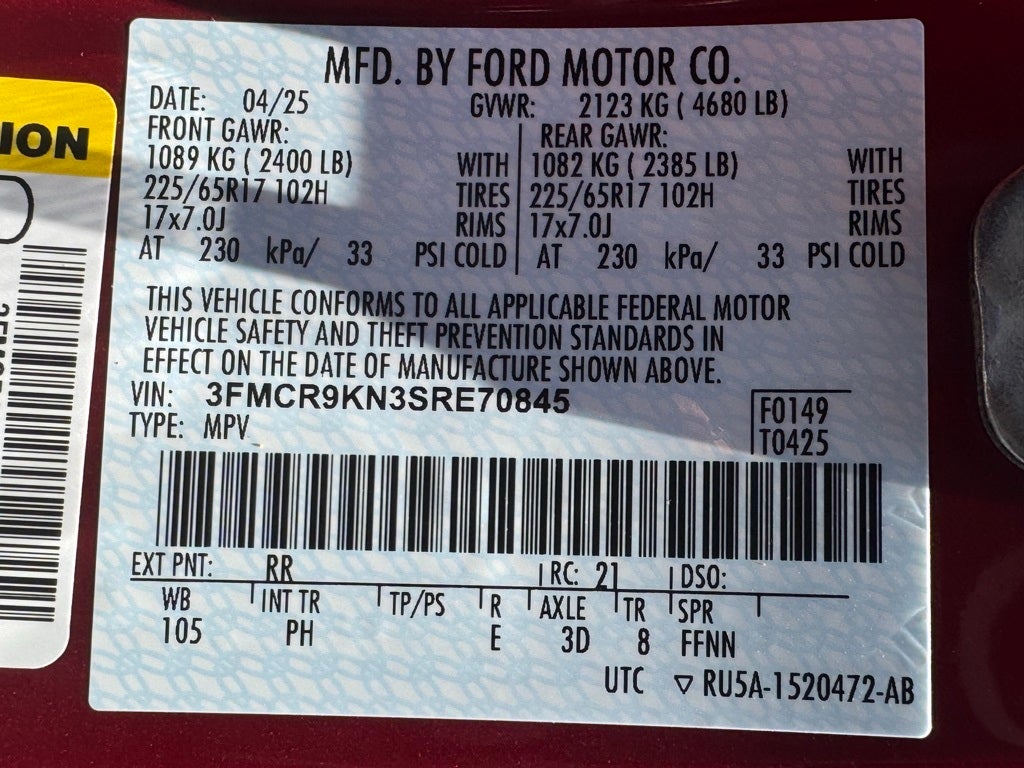 MFD. BY FORD MOTOR CO.
DATE: 04/25 GVWR: 2123 KG ( 4680 LB)
FRONT GAWR: REAR GAWR:
1089 KG ( 2400 LB) WITH 1082 KG ( 2385 LB) WITH
225/65R17 102H TIRES 225/65R17 102H TIRES
17x7.0J RIMS 17x7.0J RIMS
AT 230 kPa/ 33 PSI COLD AT 230 kPa/ 33 PSI COLD
THIS VEHICLE CONFORMS TO ALL APPLICABLE FEDERAL MOTOR
VEHICLE SAFETY AND THEFT PREVENTION STANDARDS IN
EFFECT ON THE DATE OF MANUFACTURE SHOWN ABOVE.
VIN: 3FMCR9KN3SRE70845
F0149
TYPE: MPV
T0425
EXT PNT: RR RC: 21 DSO:
WB INT TR TP/PS R AXLE TR SPR
105 PH E 3D 8 FFNN
UTC ▽ RU5A-1520472-AB
ION